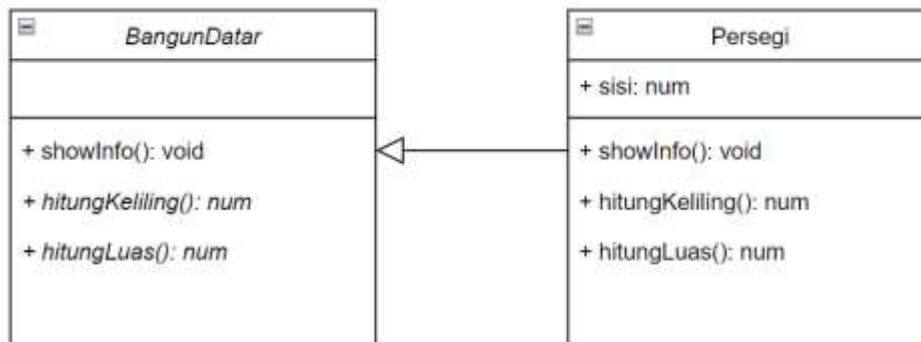 BangunDatar
+ showInfo(): void
+ hitungKeliling(): num
+ hitungLuas(): num
Persegi
+ sisi: num
+ showInfo(): void
+ hitungKeliling(): num
+ hitungLuas(): num